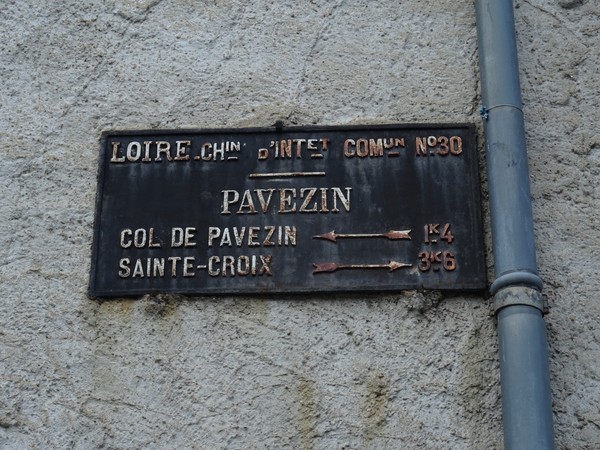 LOIRE - CHIN D'INTET COMUN NO30
PAVEZIN
COL DE PAVEZIN 1K4
SAINTE-CROIX 3K6